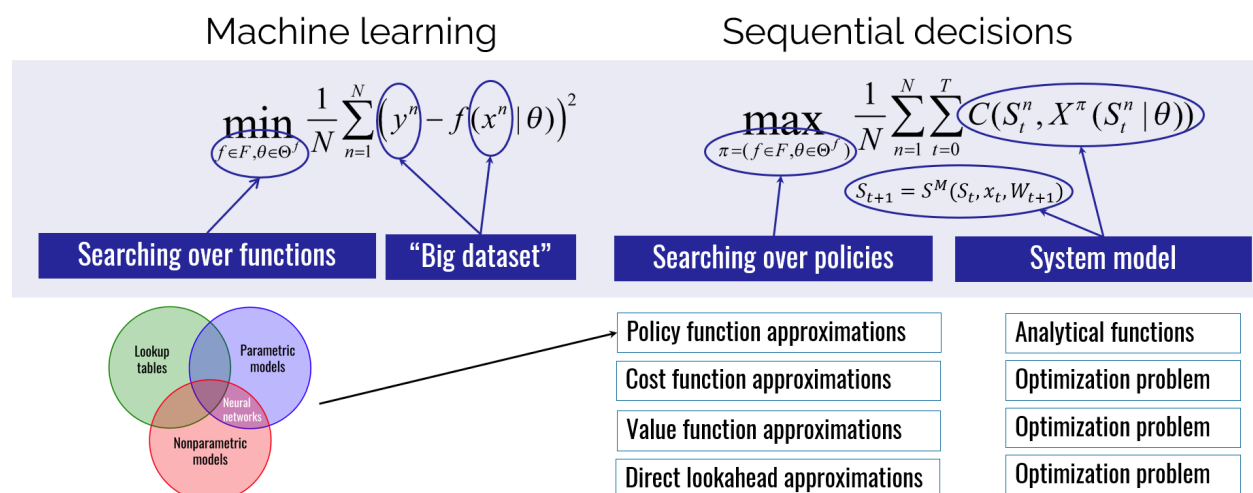 Machine learning
Sequential decisions
min f∈F,θ∈Θ^f 1/N ∑_{n=1}^{N} (y^n − f(x^n | θ))^2
max π=(f∈F,θ∈Θ^f) 1/N ∑_{n=1}^{N} ∑_{t=0}^{T} C(S_t^n, X^π(S_t^n | θ))
S_{t+1} = S^M(S_t, x_t, W_{t+1})
Searching over functions
“Big dataset”
Searching over policies
System model
Lookup
tables
Parametric
models
Neural
networks
Nonparametric
models
Policy function approximations
Analytical functions
Cost function approximations
Optimization problem
Value function approximations
Optimization problem
Direct lookahead approximations
Optimization problem